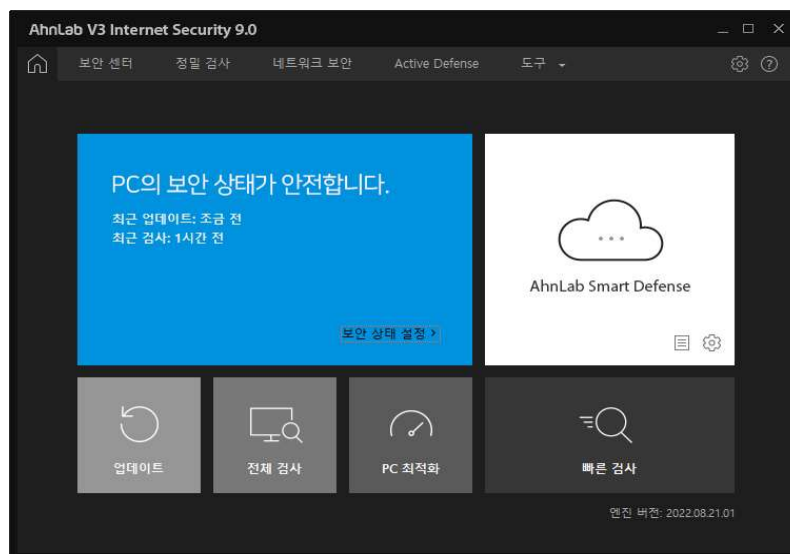 AhnLab V3 Internet Security 9.0
보안 센터 정밀 검사 네트워크 보안 Active Defense 도구
PC의 보안 상태가 안전합니다.
최근 업데이트: 조금 전
최근 검사: 1시간 전
보안 상태 설정 >
AhnLab Smart Defense
업데이트
전체 검사
PC 최적화
빠른 검사
엔진 버전: 2022.08.21.01